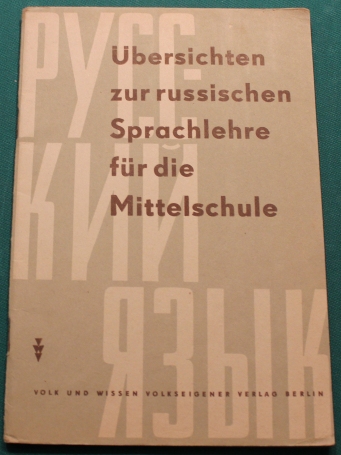 РУСС-
КИЙ
ЯЗЫК
Übersichten
zur russischen
Sprachlehre
für die
Mittelschule
VOLK UND WISSEN VOLKSEIGENER VERLAG BERLIN